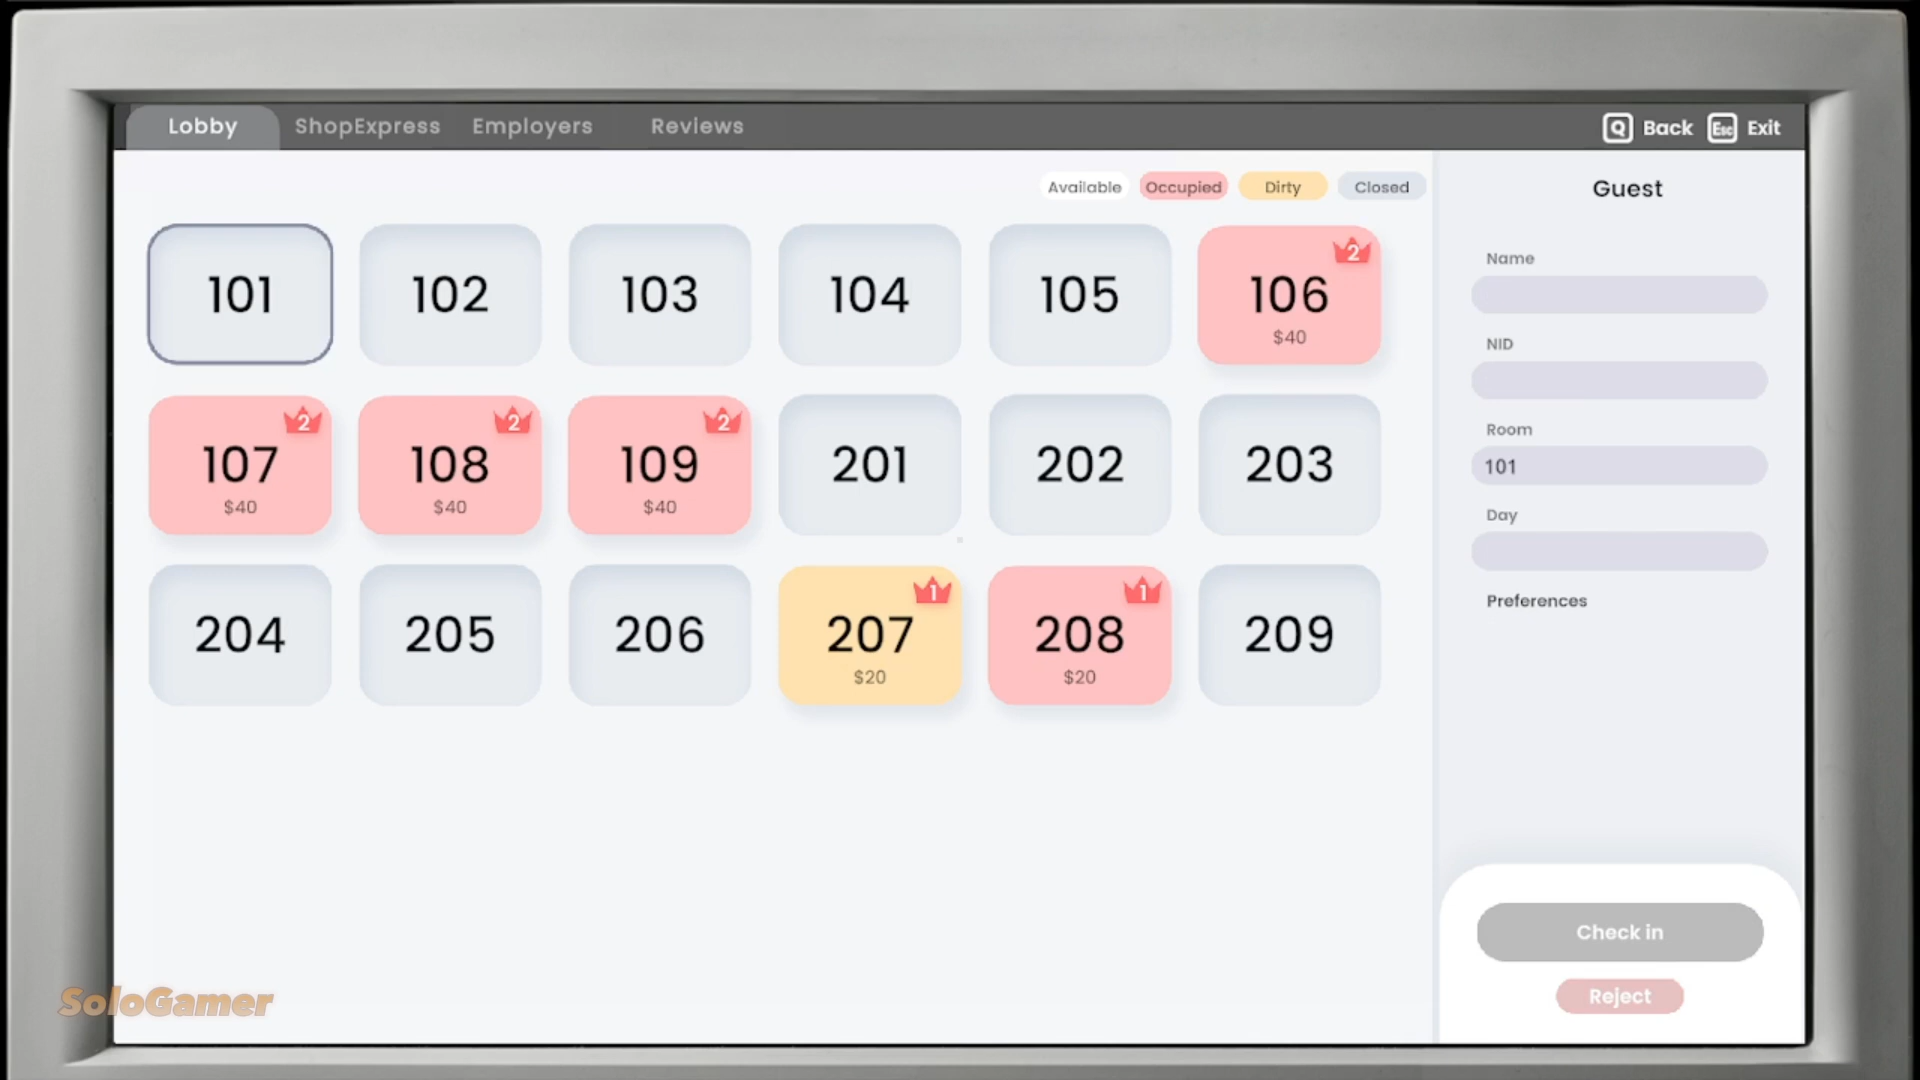 Lobby ShopExpress Employers Reviews Q Back Esc Exit
Available Occupied Dirty Closed
101 102 103 104 105 2 106 $40
2 107 $40 2 108 $40 2 109 $40 201 202 203
204 205 206 1 207 $20 1 208 $20 209
Guest
Name
NID
Room
101
Day
Preferences
Check in
Reject
SoloGamer